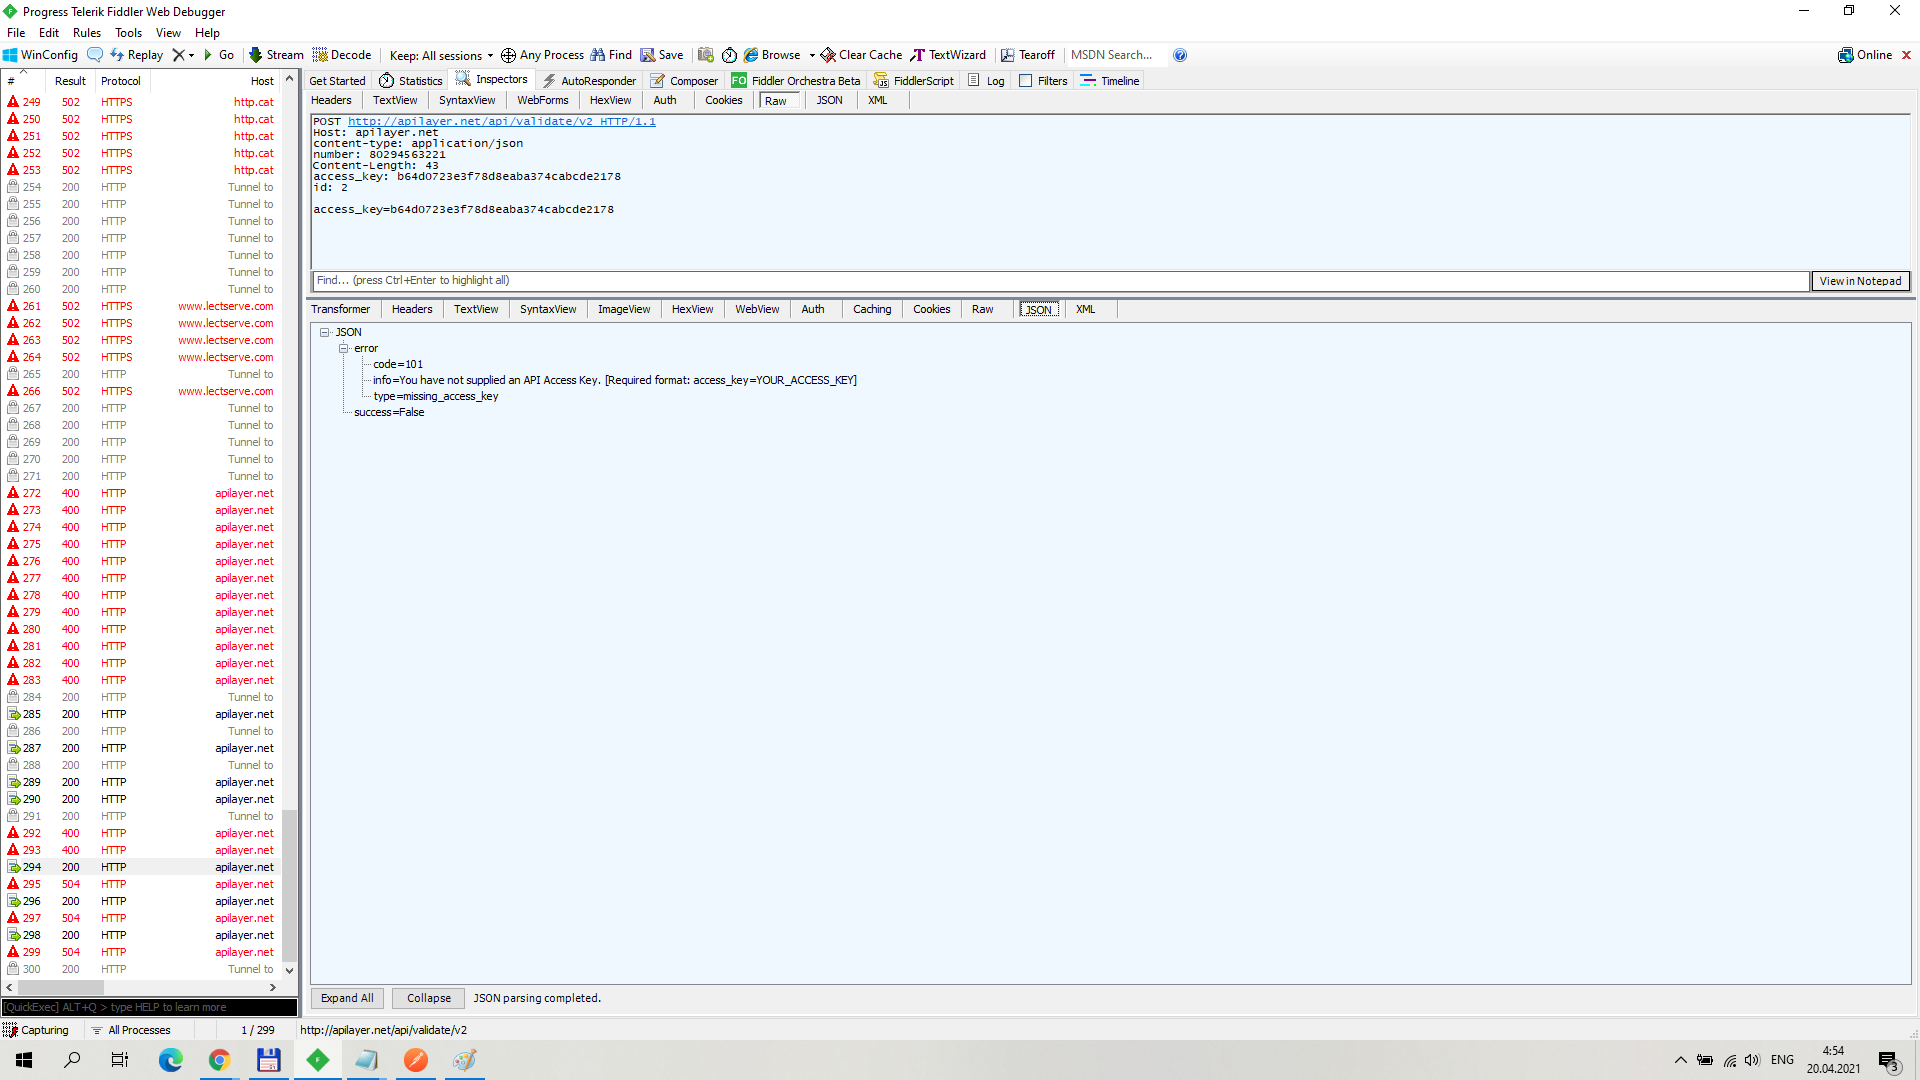 Progress Telerik Fiddler Web Debugger
File Edit Rules Tools View Help
WinConfig Replay Go Stream Decode Keep: All sessions Any Process Find Save Browse Clear Cache TextWizard Tearoff MSDN Search... Online
# Result Protocol Host
249 502 HTTPS http.cat
250 502 HTTPS http.cat
251 502 HTTPS http.cat
252 502 HTTPS http.cat
253 502 HTTPS http.cat
254 200 HTTP Tunnel to
255 200 HTTP Tunnel to
256 200 HTTP Tunnel to
257 200 HTTP Tunnel to
258 200 HTTP Tunnel to
259 200 HTTP Tunnel to
260 200 HTTP Tunnel to
261 502 HTTPS www.lectserve.com
262 502 HTTPS www.lectserve.com
263 502 HTTPS www.lectserve.com
264 502 HTTPS www.lectserve.com
265 200 HTTP Tunnel to
266 502 HTTPS www.lectserve.com
267 200 HTTP Tunnel to
268 200 HTTP Tunnel to
269 200 HTTP Tunnel to
270 200 HTTP Tunnel to
271 200 HTTP Tunnel to
272 400 HTTP apilayer.net
273 400 HTTP apilayer.net
274 400 HTTP apilayer.net
275 400 HTTP apilayer.net
276 400 HTTP apilayer.net
277 400 HTTP apilayer.net
278 400 HTTP apilayer.net
279 400 HTTP apilayer.net
280 400 HTTP apilayer.net
281 400 HTTP apilayer.net
282 400 HTTP apilayer.net
283 400 HTTP apilayer.net
284 200 HTTP Tunnel to
285 200 HTTP apilayer.net
286 200 HTTP Tunnel to
287 200 HTTP apilayer.net
288 200 HTTP Tunnel to
289 200 HTTP apilayer.net
290 200 HTTP apilayer.net
291 200 HTTP Tunnel to
292 400 HTTP apilayer.net
293 400 HTTP apilayer.net
294 200 HTTP apilayer.net
295 504 HTTP apilayer.net
296 200 HTTP apilayer.net
297 504 HTTP apilayer.net
298 200 HTTP apilayer.net
299 504 HTTP apilayer.net
300 200 HTTP Tunnel to
[QuickExec] ALT+Q > type HELP to learn more
Get Started Statistics Inspectors AutoResponder Composer FO Fiddler Orchestra Beta FiddlerScript Log Filters Timeline
Headers TextView SyntaxView WebForms HexView Auth Cookies Raw JSON XML
POST http://apilayer.net/api/validate/v2 HTTP/1.1
Host: apilayer.net
content-type: application/json
number: 80294563221
Content-Length: 43
access_key: b64d0723e3f78d8eaba374cabcde2178
id: 2
access_key=b64d0723e3f78d8eaba374cabcde2178
Find... (press Ctrl+Enter to highlight all) View in Notepad
Transformer Headers TextView SyntaxView ImageView HexView WebView Auth Caching Cookies Raw JSON XML
JSON
error
code=101
info=You have not supplied an API Access Key. [Required format: access_key=YOUR_ACCESS_KEY]
type=missing_access_key
success=False
Expand All Collapse JSON parsing completed.
Capturing All Processes 1 / 299 http://apilayer.net/api/validate/v2
ENG 4:54
20.04.2021
3